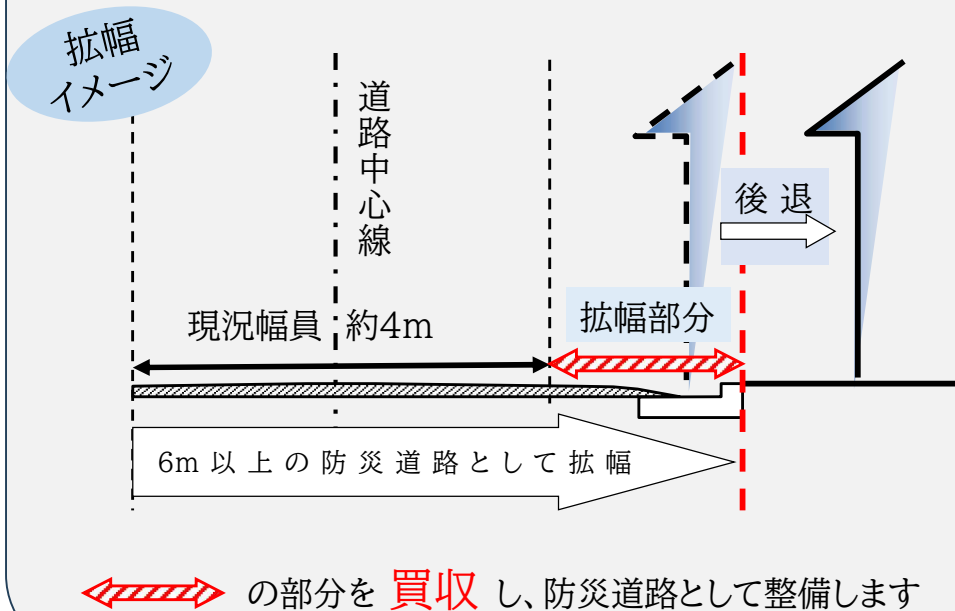 拡幅
イメージ
道路中心線
後退
現況幅員 約4m
拡幅部分
6m以上の防災道路として拡幅
の部分を 買収 し、防災道路として整備します